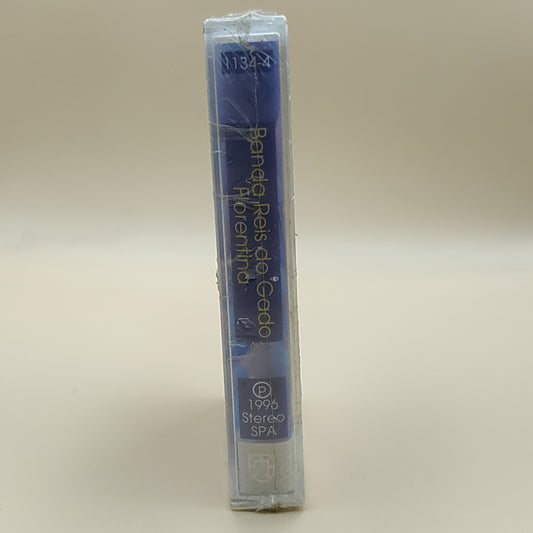 1134-4
Banda Reis do Gado
Florentina
℗
1996
Stereo
SPA